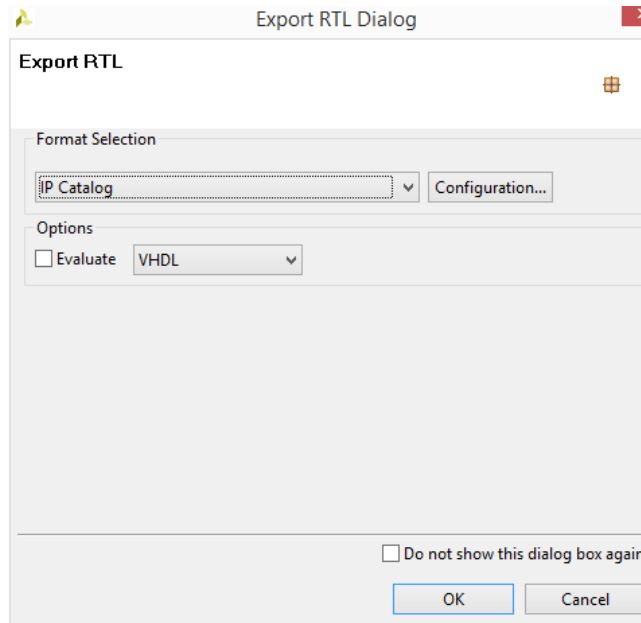 Export RTL Dialog
Export RTL
Format Selection
IP Catalog
Configuration...
Options
Evaluate
VHDL
Do not show this dialog box again
OK
Cancel